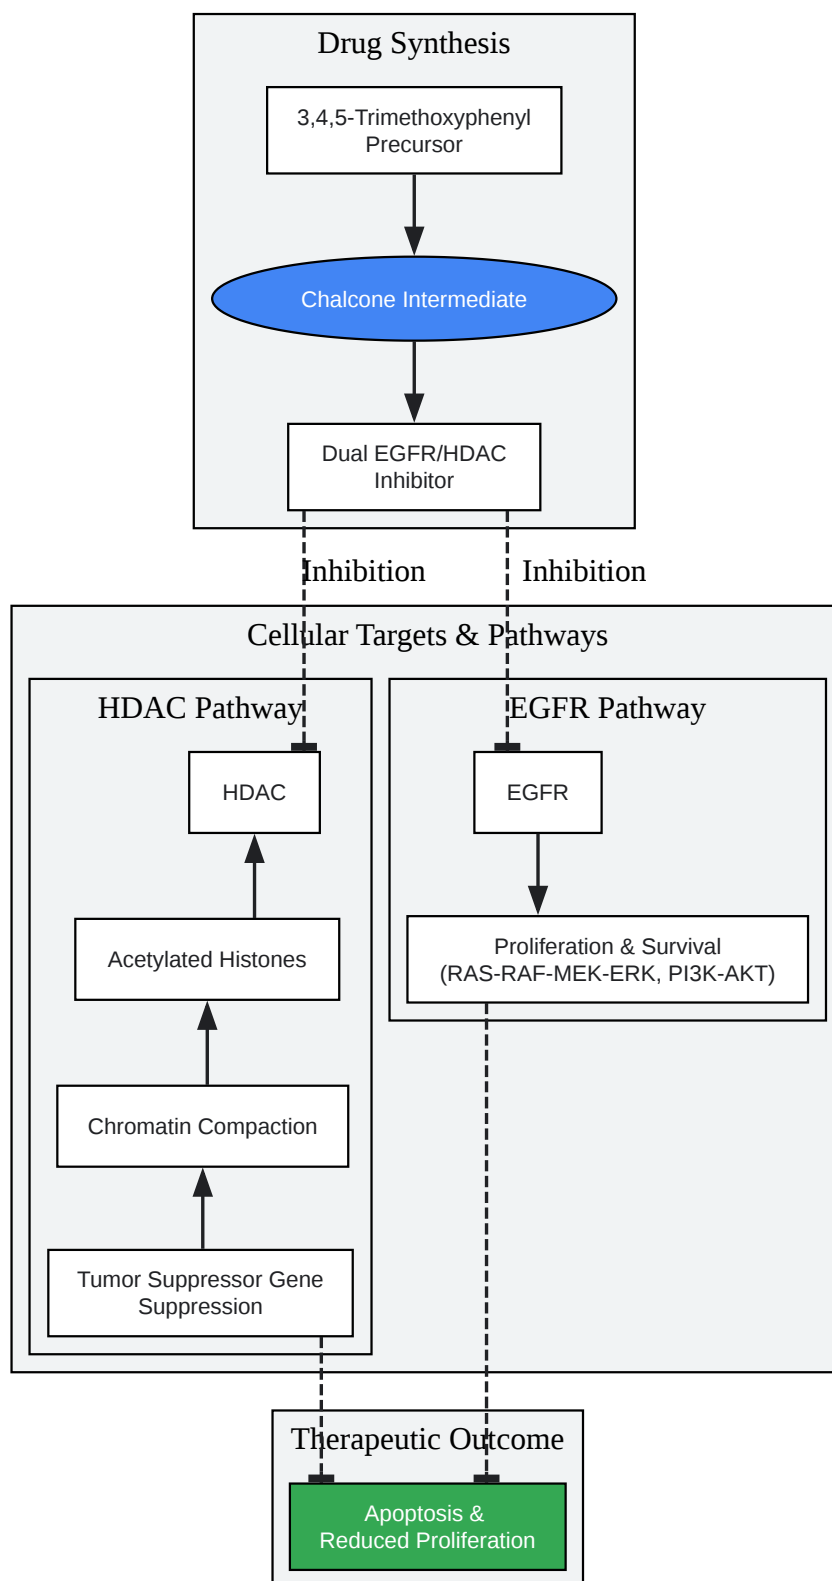 Drug Synthesis
3,4,5-Trimethoxyphenyl
Precursor
Chalcone Intermediate
Dual EGFR/HDAC
Inhibitor
Inhibition
Inhibition
Cellular Targets & Pathways
HDAC Pathway
HDAC
Acetylated Histones
Chromatin Compaction
Tumor Suppressor Gene
Suppression
EGFR Pathway
EGFR
Proliferation & Survival
(RAS-RAF-MEK-ERK, PI3K-AKT)
Therapeutic Outcome
Apoptosis &
Reduced Proliferation